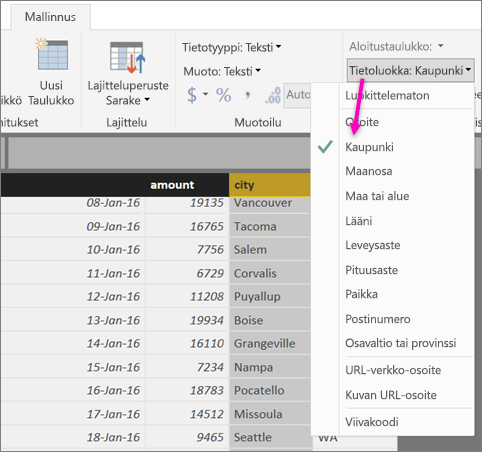 Mallinnus
Tietotyyppi: Teksti
Aloitustaulukko:
Muoto: Teksti
Tietoluokka: Kaupunki
ikkö
Uusi
Taulukko
Lajitteluperuste
Sarake
$ % , .00
Auto
nitukset
Lajittelu
Muotoilu
Luokittelematon
Osoite
Kaupunki
Maanosa
Maa tai alue
Lääni
Leveysaste
Pituusaste
Paikka
Postinumero
Osavaltio tai provinssi
URL-verkko-osoite
Kuvan URL-osoite
Viivakoodi
amount city
08-Jan-16 19135 Vancouver
09-Jan-16 16765 Tacoma
10-Jan-16 7756 Salem
11-Jan-16 6729 Corvalis
12-Jan-16 11208 Puyallup
13-Jan-16 19934 Boise
14-Jan-16 16110 Grangeville
15-Jan-16 7234 Nampa
16-Jan-16 18783 Pocatello
17-Jan-16 14512 Missoula
18-Jan-16 9465 Seattle WA